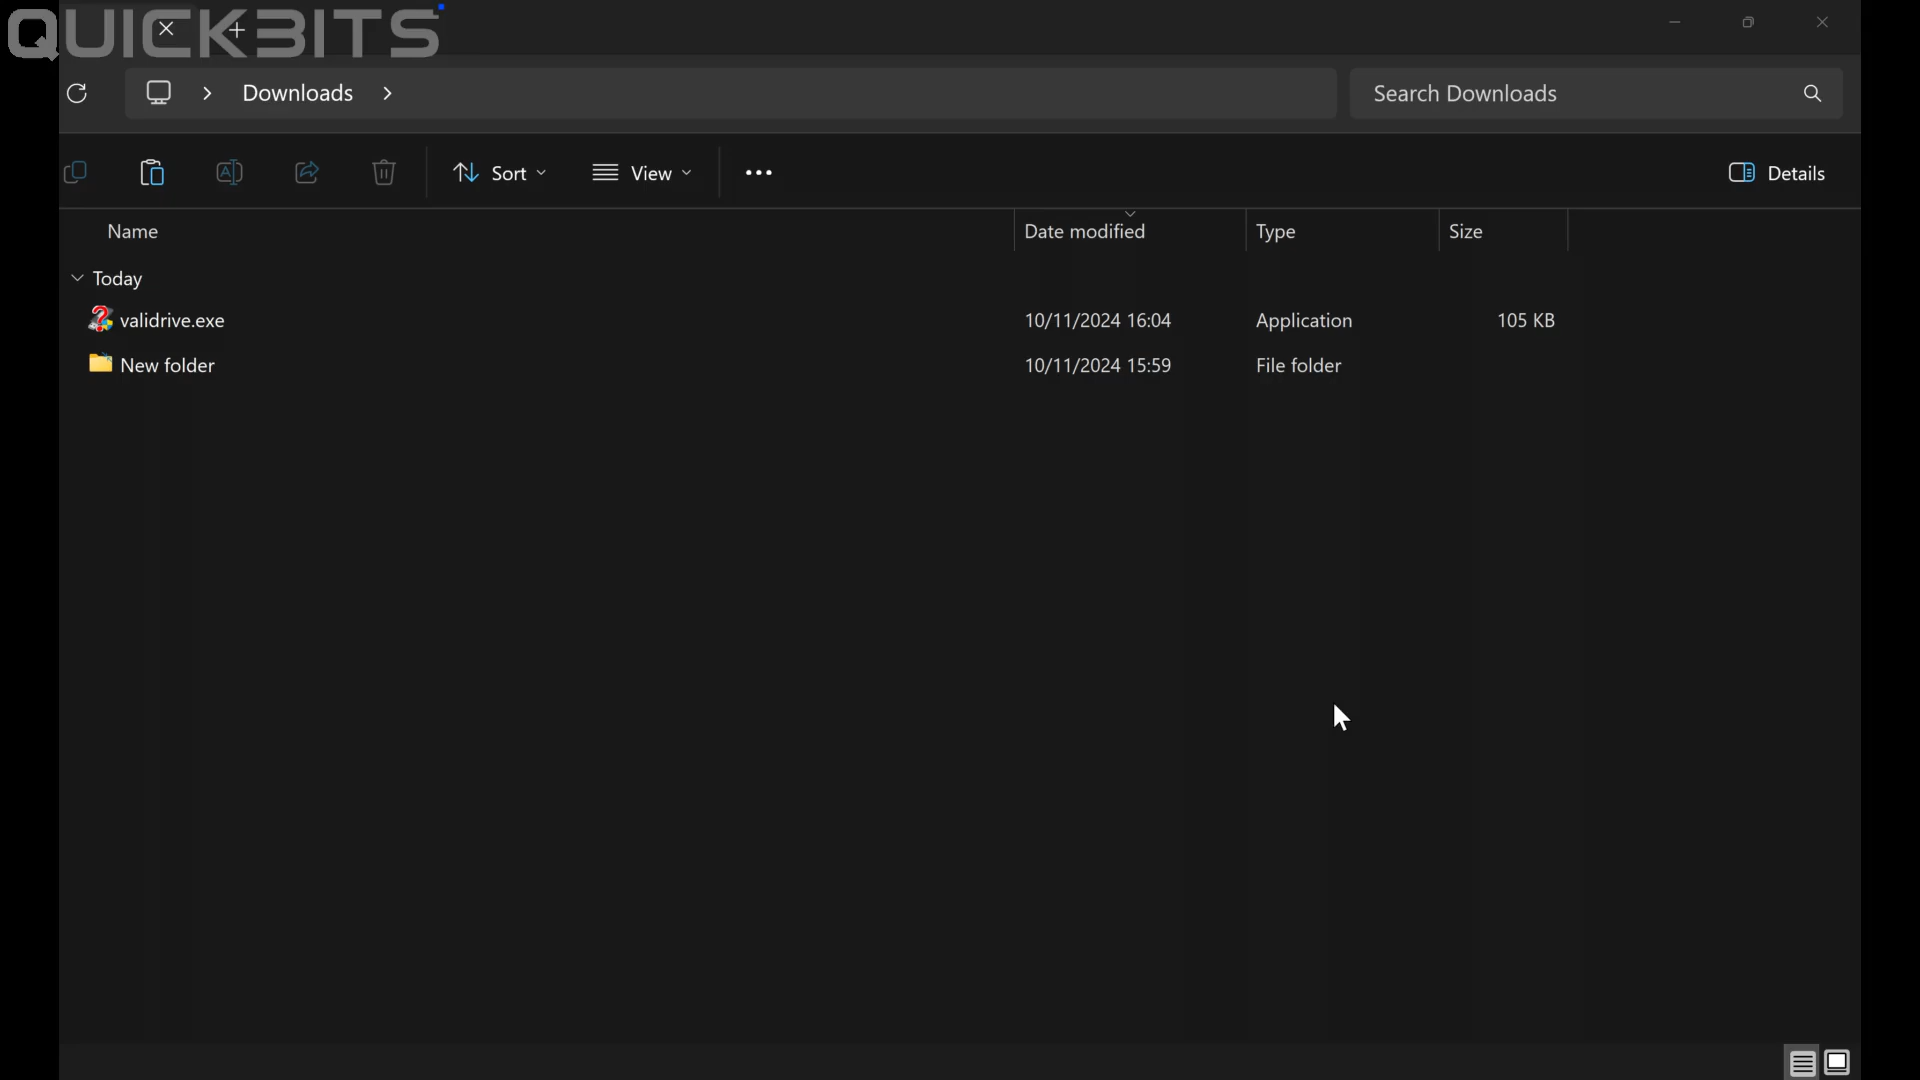 QUICKBITS
Downloads
Search Downloads
Sort
View
Details
Name Date modified Type Size
Today
validrive.exe 10/11/2024 16:04 Application 105 KB
New folder 10/11/2024 15:59 File folder